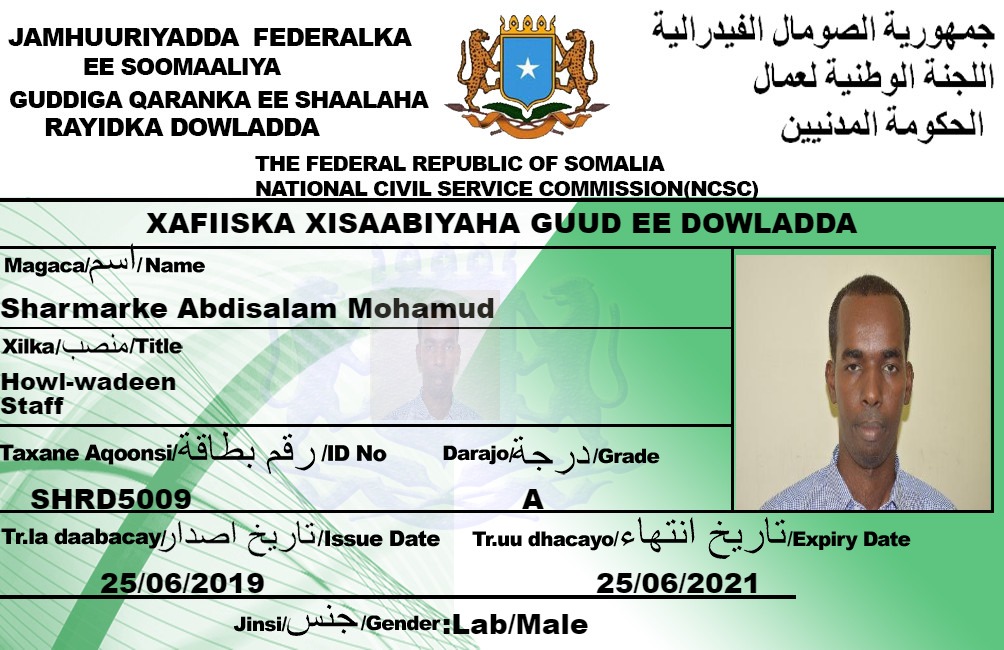 JAMHUURIYADDA FEDERALKA
EE SOOMAALIYA
GUDDIGA QARANKA EE SHAALAHA
RAYIDKA DOWLADDA
جمهورية الصومال الفيدرالية
اللجنة الوطنية لعمال
الحكومة المدنيين
THE FEDERAL REPUBLIC OF SOMALIA
NATIONAL CIVIL SERVICE COMMISSION(NCSC)
XAFIISKA XISAABIYAHA GUUD EE DOWLADDA
Magaca/اسم/Name
Sharmarke Abdisalam Mohamud
Xilka/منصب/Title
Howl-wadeen
Staff
Taxane Aqoonsi/رقم بطاقة/ID No
Darajo/درجة/Grade
SHRD5009
A
Tr.la daabacay/تاريخ اصدار/Issue Date
Tr.uu dhacayo/تاريخ انتهاء/Expiry Date
25/06/2019
25/06/2021
Jinsi/جنس/Gender:Lab/Male